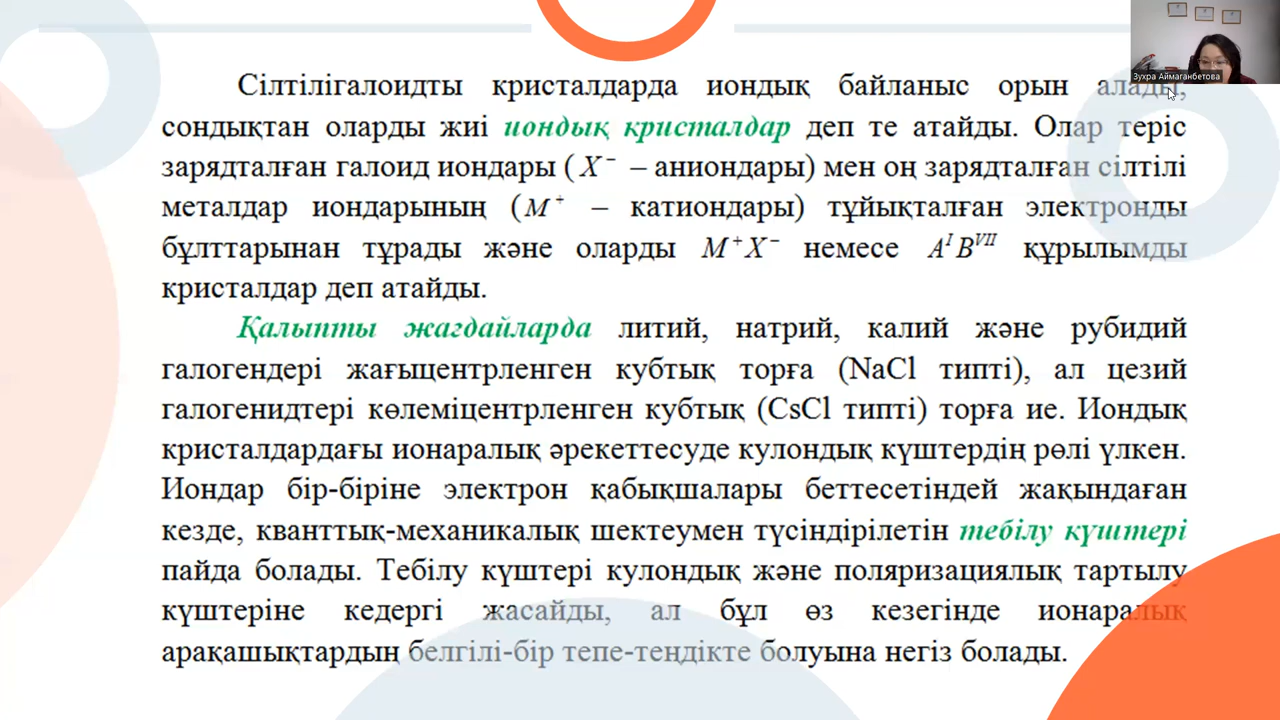 Зухра Аймаганбетова
Сілтілігалоидты кристалдарда иондық байланыс орын алады,
сондықтан оларды жиі иондық кристалдар деп те атайды. Олар теріс
зарядталған галоид иондары ( X⁻ – аниондары) мен оң зарядталған сілтілі
металдар иондарының (M⁺ – катиондары) тұйықталған электронды
бұлттарынан тұрады және оларды M⁺X⁻ немесе AᴵBⱽᴵᴵ құрылымды
кристалдар деп атайды.
Қалыпты жағдайларда литий, натрий, калий және рубидий
галогендері жағыцентрленген кубтық торға (NaCl типті), ал цезий
галогенидтері көлеміцентрленген кубтық (CsCl типті) торға ие. Иондық
кристалдардағы ионаралық әрекеттесуде кулондық күштердің рөлі үлкен.
Иондар бір-біріне электрон қабықшалары беттесетіндей жақындаған
кезде, кванттық-механикалық шектеумен түсіндірілетін тебілу күштері
пайда болады. Тебілу күштері кулондық және поляризациялық тартылу
күштеріне кедергі жасайды, ал бұл өз кезегінде ионаралық
арақашықтардың белгілі-бір тепе-теңдікте болуына негіз болады.